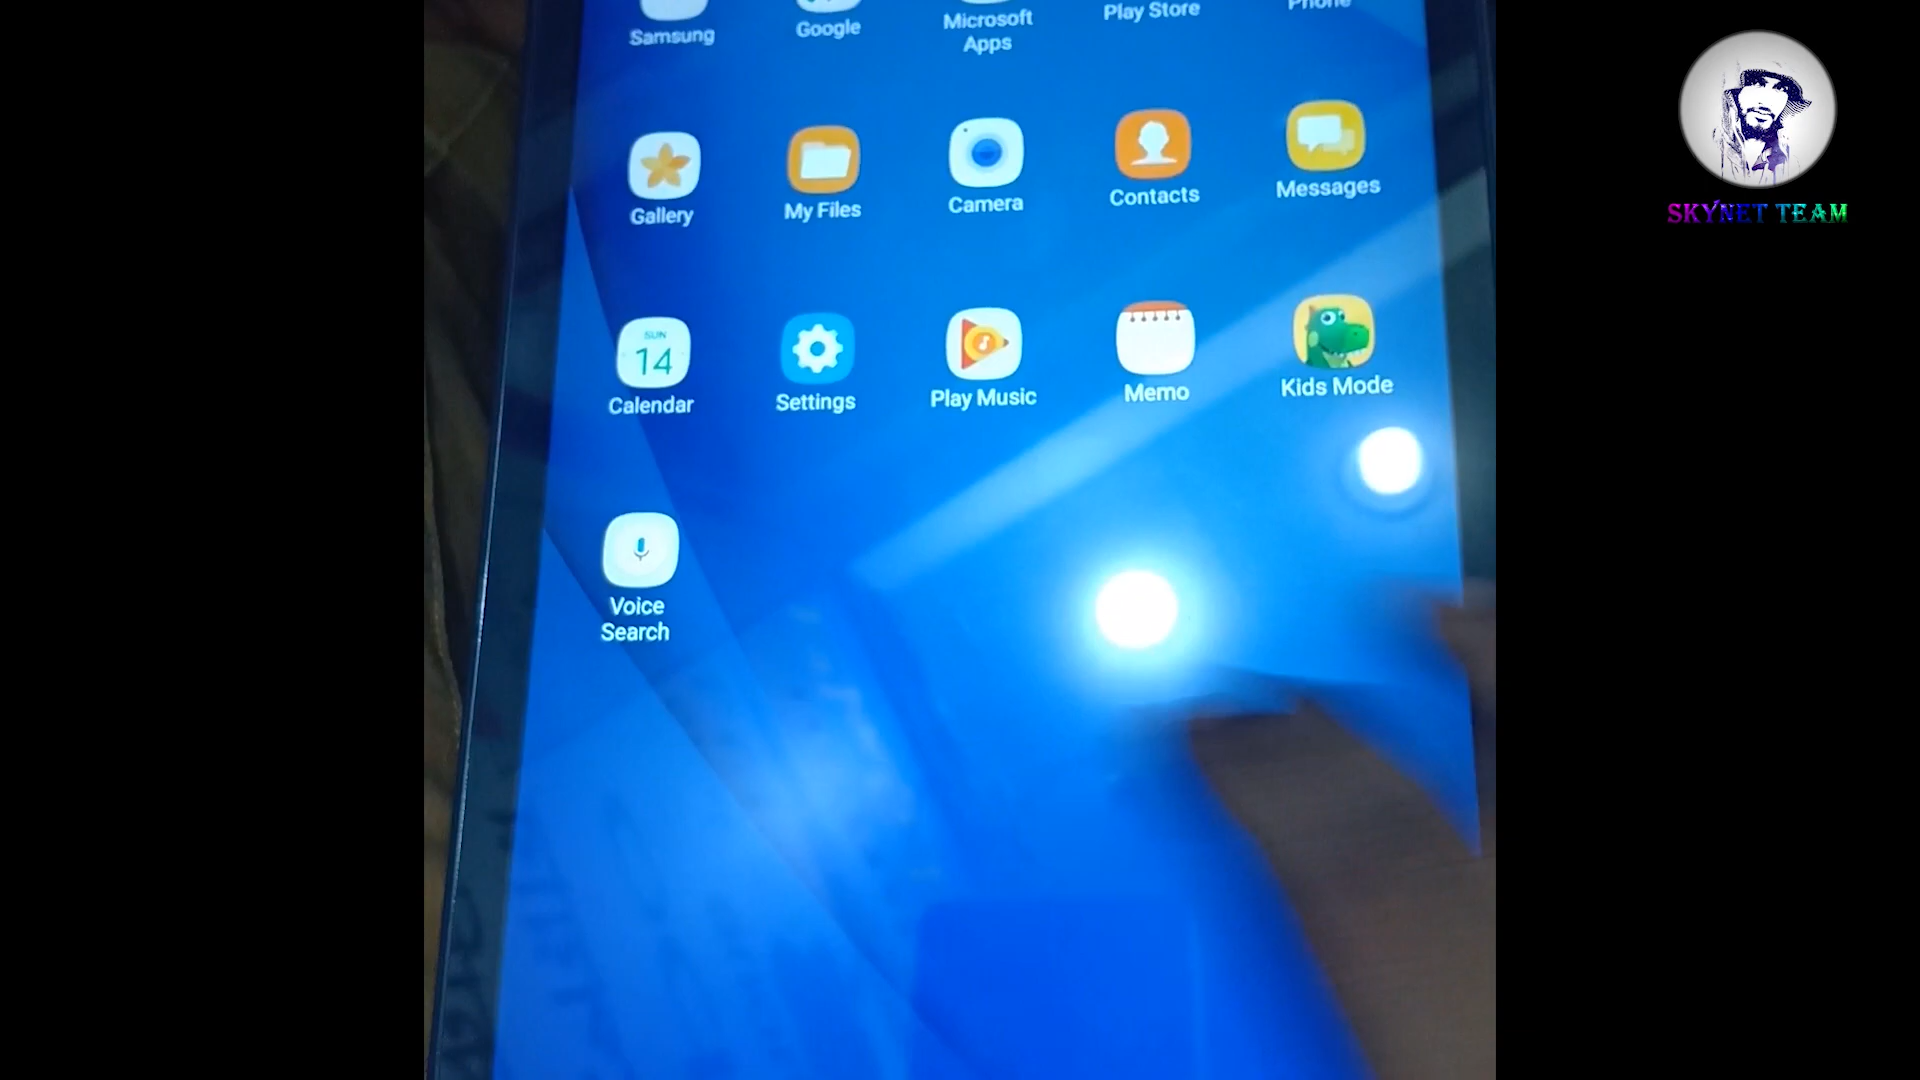 Samsung
Google
Microsoft
Apps
Play Store
Phone
Gallery
My Files
Camera
Contacts
Messages
SUN
14
Calendar
Settings
Play Music
Memo
Kids Mode
Voice
Search
SKYNET TEAM